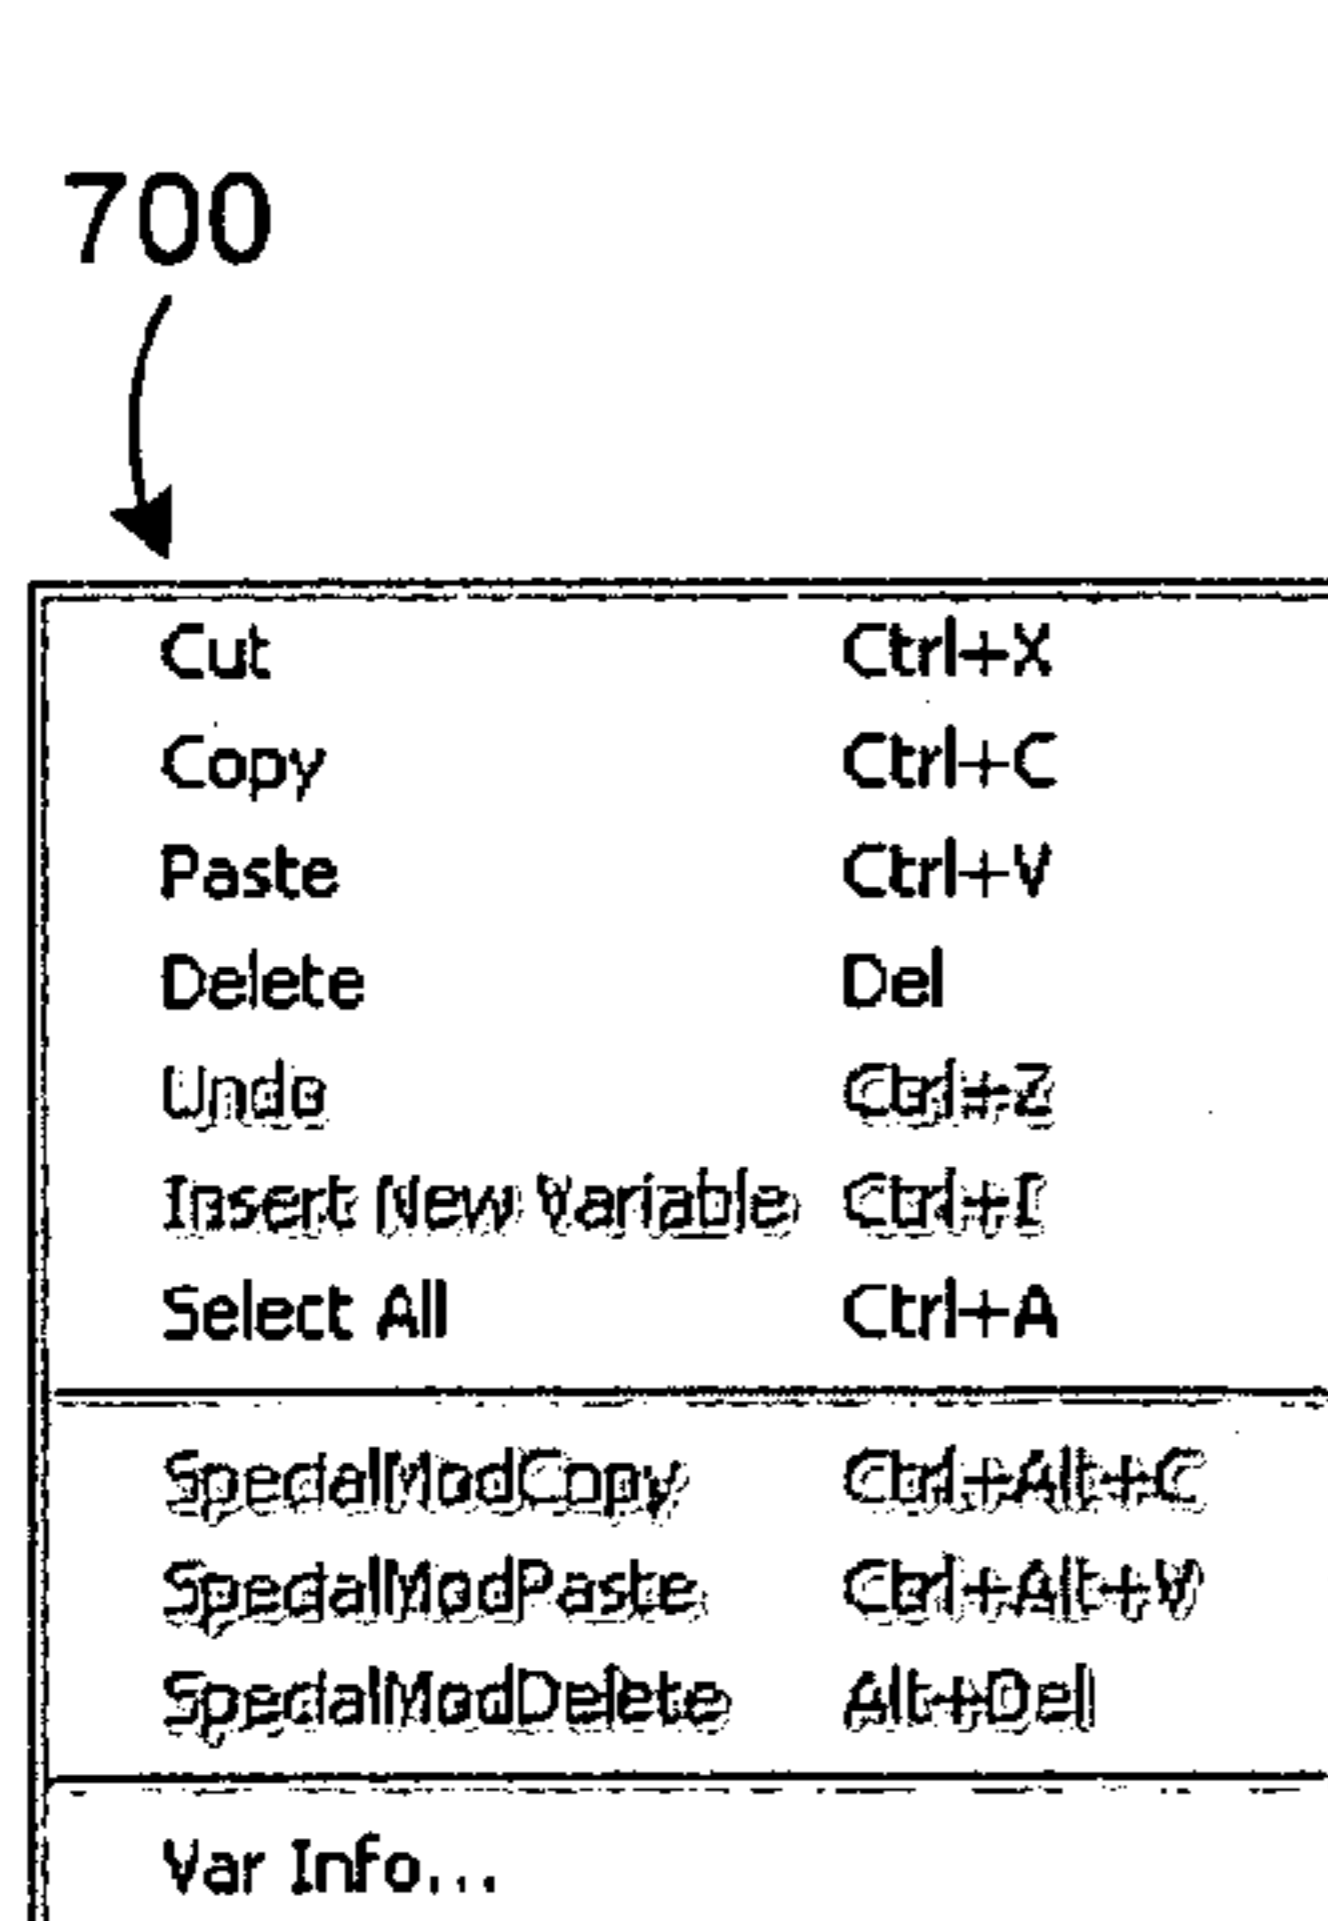 700
Cut Ctrl+X
Copy Ctrl+C
Paste Ctrl+V
Delete Del
Undo Ctrl+Z
Insert New Variable Ctrl+I
Select All Ctrl+A
SpecialModCopy Ctrl+Alt+C
SpecialModPaste Ctrl+Alt+V
SpecialModDelete Alt+Del
Var Info...